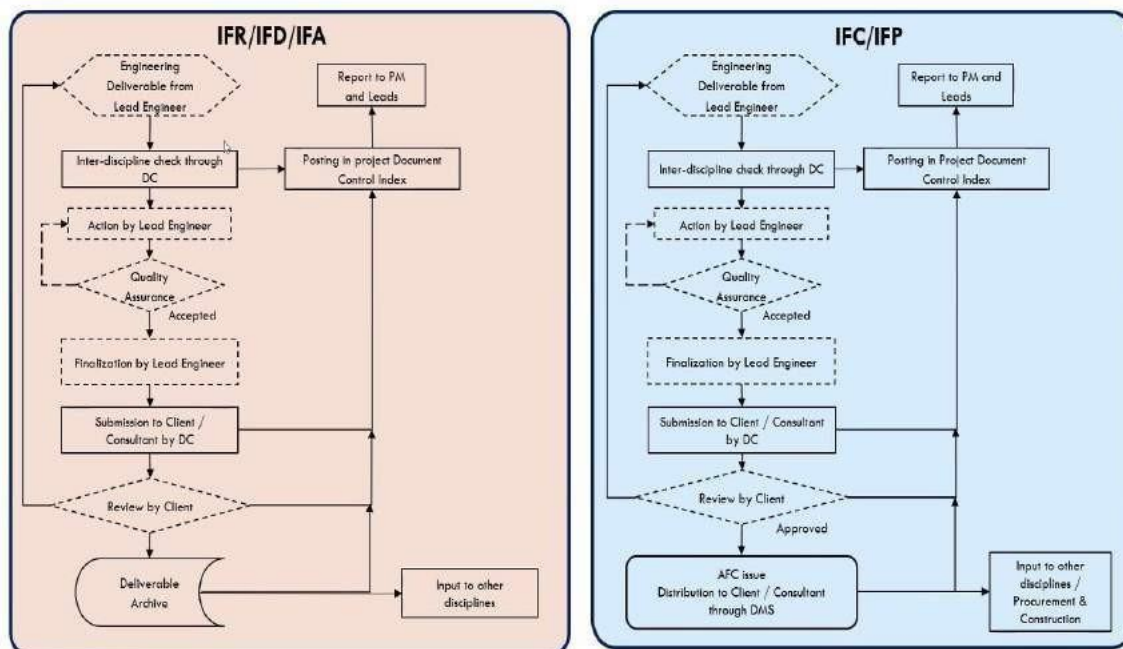 IFR/IFD/IFA
Engineering
Deliverable from
Lead Engineer
Report to PM
and Leads
Inter-discipline check through
DC
Posting in project Document
Control Index
Action by Lead Engineer
Quality
Assurance
Accepted
Finalization by Lead Engineer
Submission to Client /
Consultant by DC
Review by Client
Deliverable
Archive
Input to other
disciplines
IFC/IFP
Engineering
Deliverable from
Lead Engineer
Report to PM and
Leads
Inter-discipline check through DC
Posting in Project Document
Control Index
Action by Lead Engineer
Quality
Assurance
Accepted
Finalization by Lead Engineer
Submission to Client / Consultant
by DC
Review by Client
Approved
AFC issue
Distribution to Client / Consultant
through DMS
Input to other
disciplines /
Procurement &
Construction